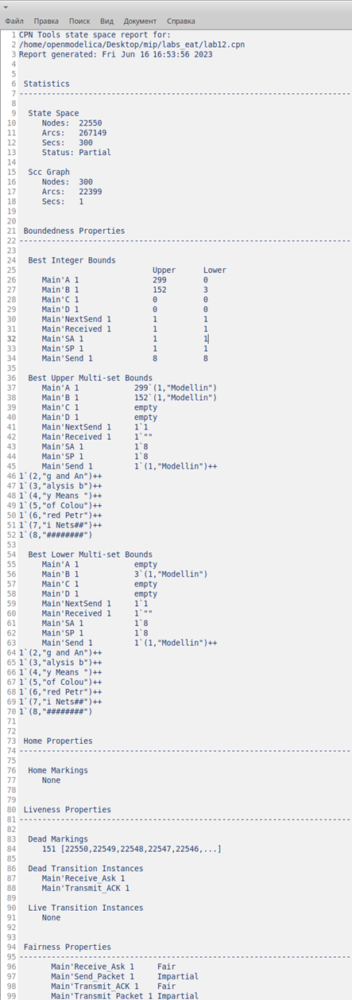 Файл Правка Поиск Вид Документ Справка
1 CPN Tools state space report for:
2 /home/openmodelica/Desktop/mip/labs_eat/lab12.cpn
3 Report generated: Fri Jun 16 16:53:56 2023
4
5
6 Statistics
7 ------------------------------------------------------------------------
8
9 State Space
10 Nodes: 22550
11 Arcs: 267149
12 Secs: 300
13 Status: Partial
14
15 Scc Graph
16 Nodes: 300
17 Arcs: 22399
18 Secs: 1
19
20
21 Boundedness Properties
22 ------------------------------------------------------------------------
23
24 Best Integer Bounds
25 Upper Lower
26 Main'A 1 299 0
27 Main'B 1 152 3
28 Main'C 1 0 0
29 Main'D 1 0 0
30 Main'NextSend 1 1 1
31 Main'Received 1 1 1
32 Main'SA 1 1 1
33 Main'SP 1 1 1
34 Main'Send 1 8 8
35
36 Best Upper Multi-set Bounds
37 Main'A 1 299`(1,"Modellin")
38 Main'B 1 152`(1,"Modellin")
39 Main'C 1 empty
40 Main'D 1 empty
41 Main'NextSend 1 1`1
42 Main'Received 1 1`""
43 Main'SA 1 1`8
44 Main'SP 1 1`8
45 Main'Send 1 1`(1,"Modellin")++
46 1`(2,"g and An")++
47 1`(3,"alysis b")++
48 1`(4,"y Means ")++
49 1`(5,"of Colou")++
50 1`(6,"red Petr")++
51 1`(7,"i Nets##")++
52 1`(8,"########")
53
54 Best Lower Multi-set Bounds
55 Main'A 1 empty
56 Main'B 1 3`(1,"Modellin")
57 Main'C 1 empty
58 Main'D 1 empty
59 Main'NextSend 1 1`1
60 Main'Received 1 1`""
61 Main'SA 1 1`8
62 Main'SP 1 1`8
63 Main'Send 1 1`(1,"Modellin")++
64 1`(2,"g and An")++
65 1`(3,"alysis b")++
66 1`(4,"y Means ")++
67 1`(5,"of Colou")++
68 1`(6,"red Petr")++
69 1`(7,"i Nets##")++
70 1`(8,"########")
71
72
73 Home Properties
74 ------------------------------------------------------------------------
75
76 Home Markings
77 None
78
79
80 Liveness Properties
81 ------------------------------------------------------------------------
82
83 Dead Markings
84 151 [22550,22549,22548,22547,22546,...]
85
86 Dead Transition Instances
87 Main'Receive_Ask 1
88 Main'Transmit_ACK 1
89
90 Live Transition Instances
91 None
92
93
94 Fairness Properties
95 ------------------------------------------------------------------------
96 Main'Receive_Ask 1 Fair
97 Main'Send_Packet 1 Impartial
98 Main'Transmit_ACK 1 Fair
99 Main'Transmit_Packet 1 Impartial